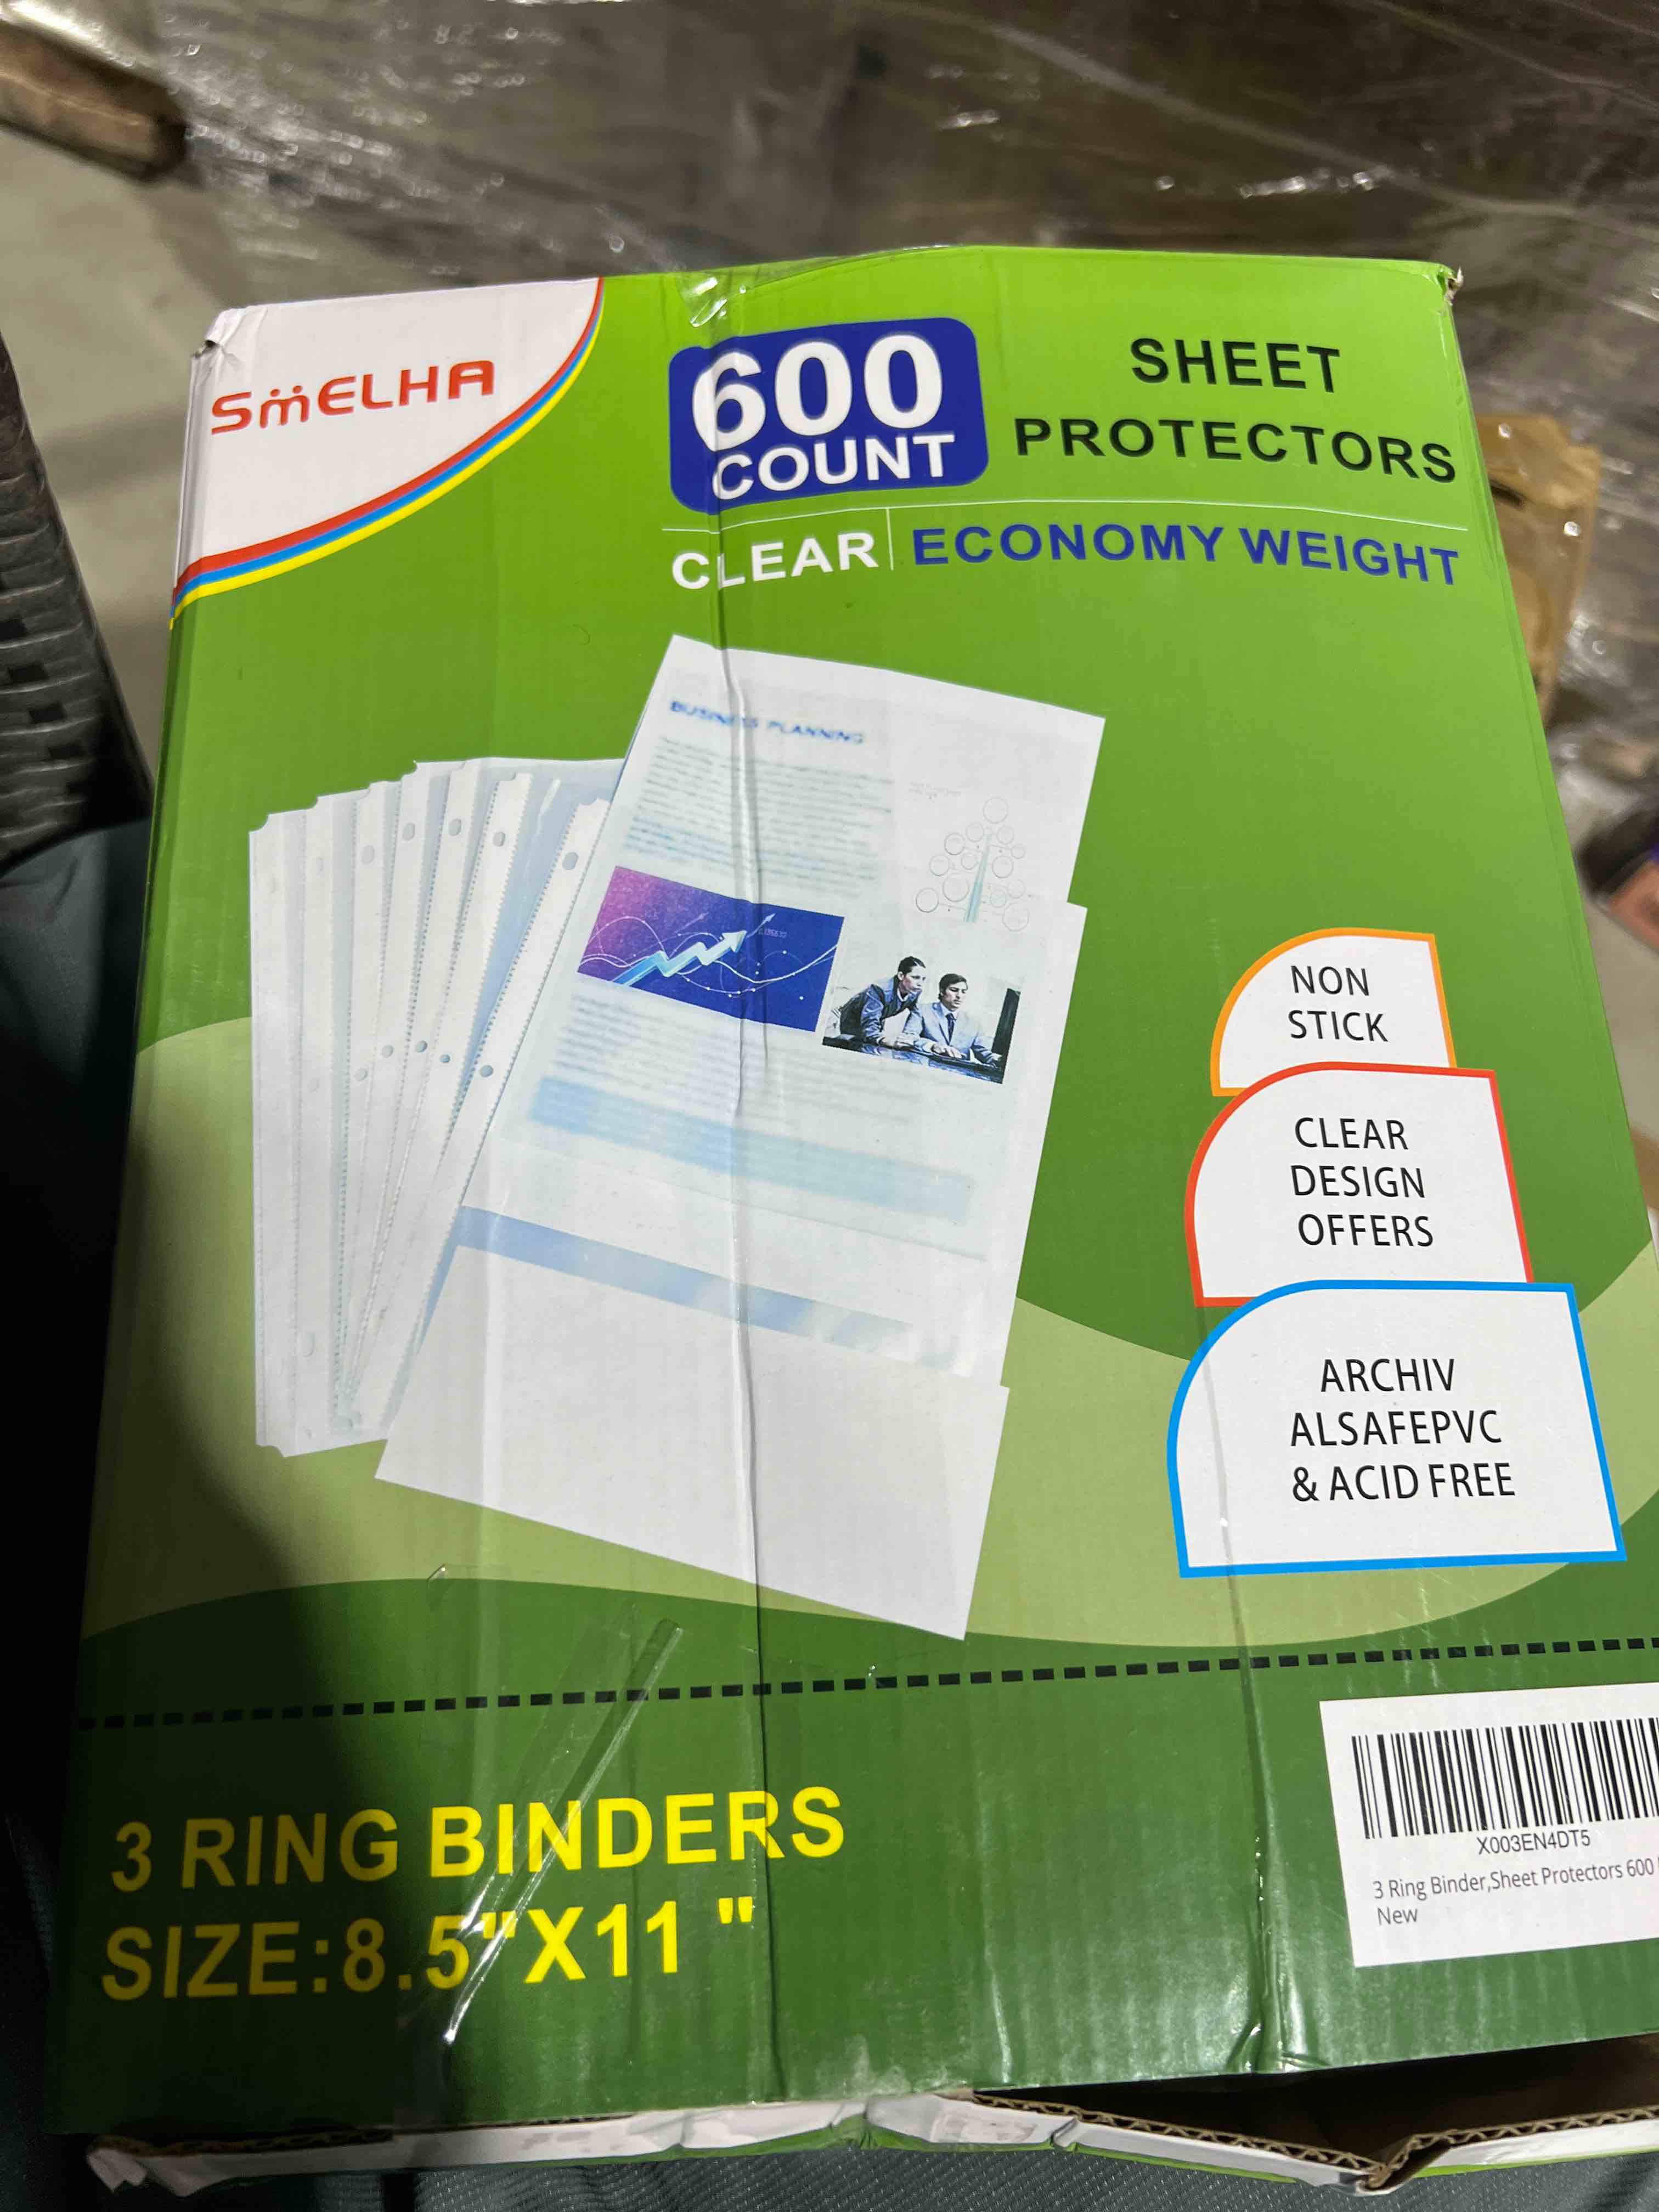 SMELHA
600
COUNT
SHEET
PROTECTORS
CLEAR
ECONOMY WEIGHT
BUSINESS PLANNING
NON
STICK
CLEAR
DESIGN
OFFERS
ARCHIV
ALSAFEPVC
& ACID FREE
3 RING BINDERS
SIZE:8.5"X11 "
X003EN4DT5
3 Ring Binder,Sheet Protectors 600
New